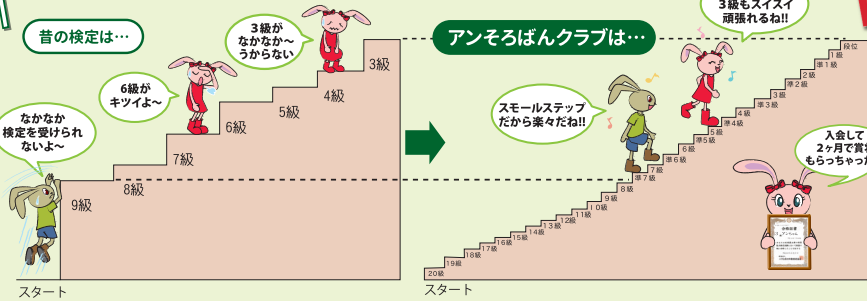 昔の検定は…
3級が
なかなか〜
うからない
6級が
キツイよ〜
なかなか
検定を受けられ
ないよ〜
3級
4級
5級
6級
7級
8級
9級
スタート
アンそろばんクラブは…
3級もスイスイ
頑張れるね!!
スモールステップ
だから楽々だね!!
入会して
2ヶ月で賞状
もらっちゃった
段位
1級
準1級
2級
準2級
3級
準3級
4級
準4級
5級
準5級
6級
準6級
7級
準7級
8級
9級
10級
11級
12級
13級
14級
15級
16級
17級
18級
19級
20級
スタート